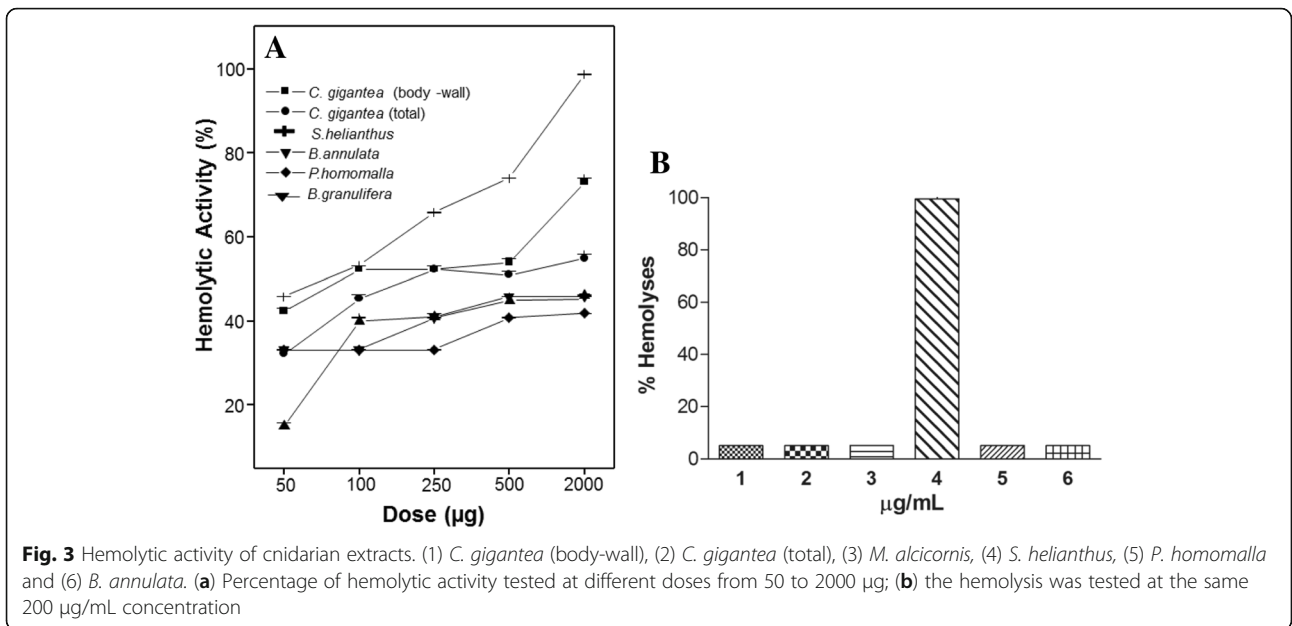 A
C. gigantea (body -wall)
C. gigantea (total)
S.helianthus
B.annulata
P.homomalla
B.granulifera
Hemolytic Activity (%)
100
80
60
40
20
50 100 250 500 2000
Dose (µg)
B
% Hemolyses
100
80
60
40
20
0
1 2 3 4 5 6
µg/mL
Fig. 3 Hemolytic activity of cnidarian extracts. (1) C. gigantea (body-wall), (2) C. gigantea (total), (3) M. alcicornis, (4) S. helianthus, (5) P. homomalla
and (6) B. annulata. (a) Percentage of hemolytic activity tested at different doses from 50 to 2000 µg; (b) the hemolysis was tested at the same
200 µg/mL concentration